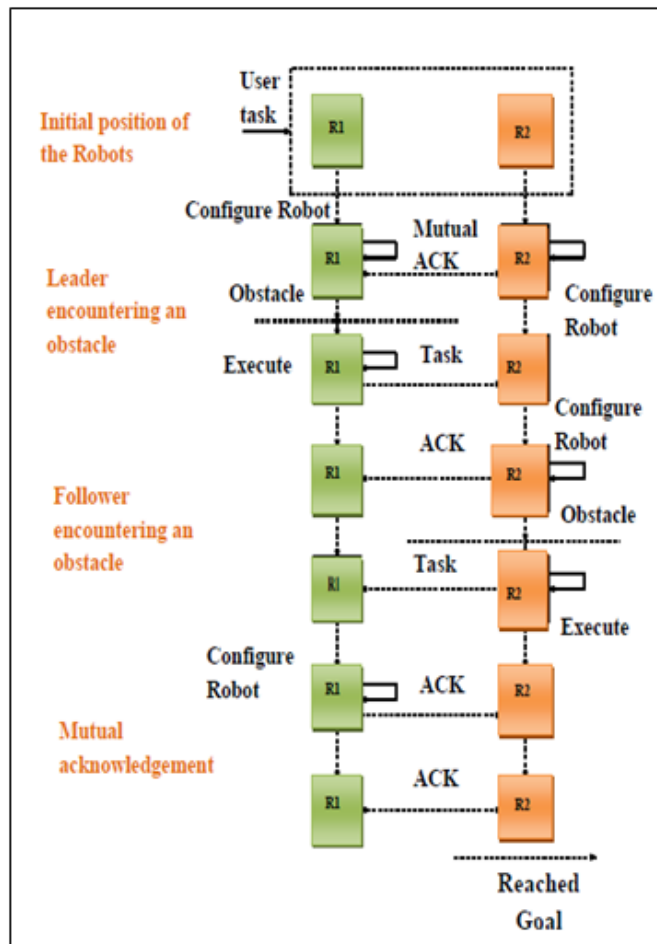 User
task
Initial position of
the Robots
R1
R2
Configure Robot
Mutual
ACK
R1
R2
Leader
encountering an
obstacle
Obstacle
Configure
Robot
Execute
R1
Task
R2
Configure
Robot
ACK
R1
R2
Follower
encountering an
obstacle
Obstacle
Task
R1
R2
Execute
Configure
Robot
R1
ACK
R2
Mutual
acknowledgement
ACK
R1
R2
Reached
Goal